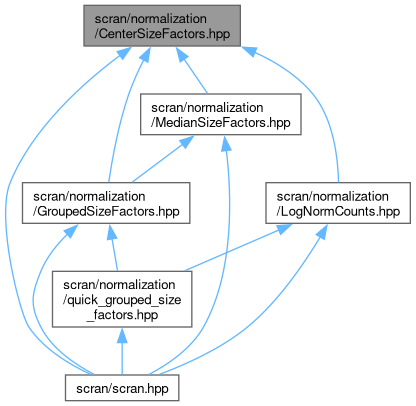 scran/normalization
/CenterSizeFactors.hpp
scran/normalization
/MedianSizeFactors.hpp
scran/normalization
/GroupedSizeFactors.hpp
scran/normalization
/LogNormCounts.hpp
scran/normalization
/quick_grouped_size
_factors.hpp
scran/scran.hpp